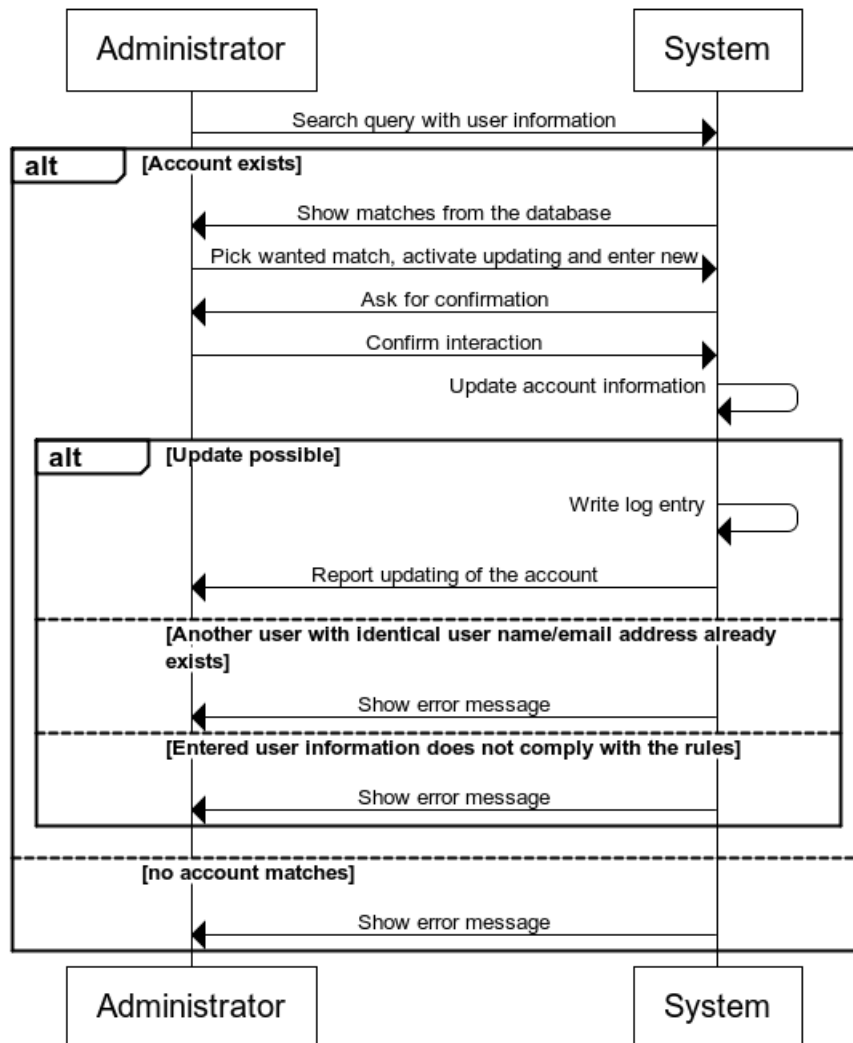 Administrator
System
Search query with user information
alt
[Account exists]
Show matches from the database
Pick wanted match, activate updating and enter new
Ask for confirmation
Confirm interaction
Update account information
alt
[Update possible]
Write log entry
Report updating of the account
[Another user with identical user name/email address already
exists]
Show error message
[Entered user information does not comply with the rules]
Show error message
[no account matches]
Show error message
Administrator
System